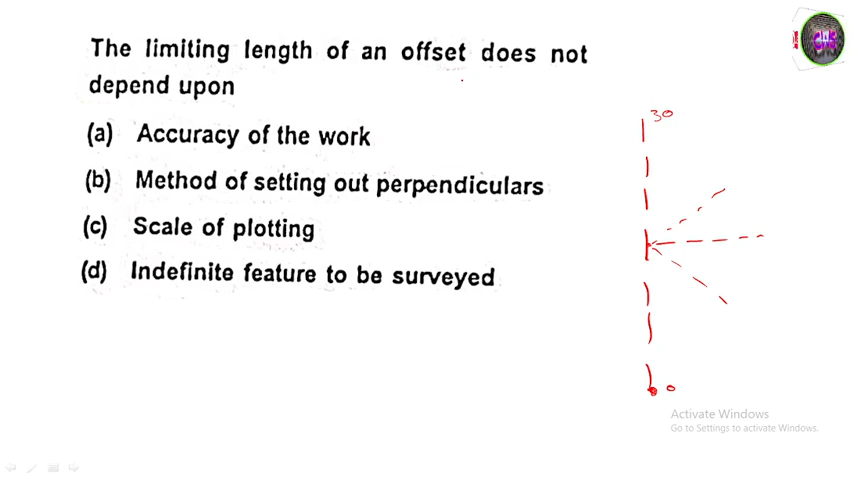 The limiting length of an offset does not
depend upon
(a) Accuracy of the work
(b) Method of setting out perpendiculars
(c) Scale of plotting
(d) Indefinite feature to be surveyed
30
0
CWS
Activate Windows
Go to Settings to activate Windows.